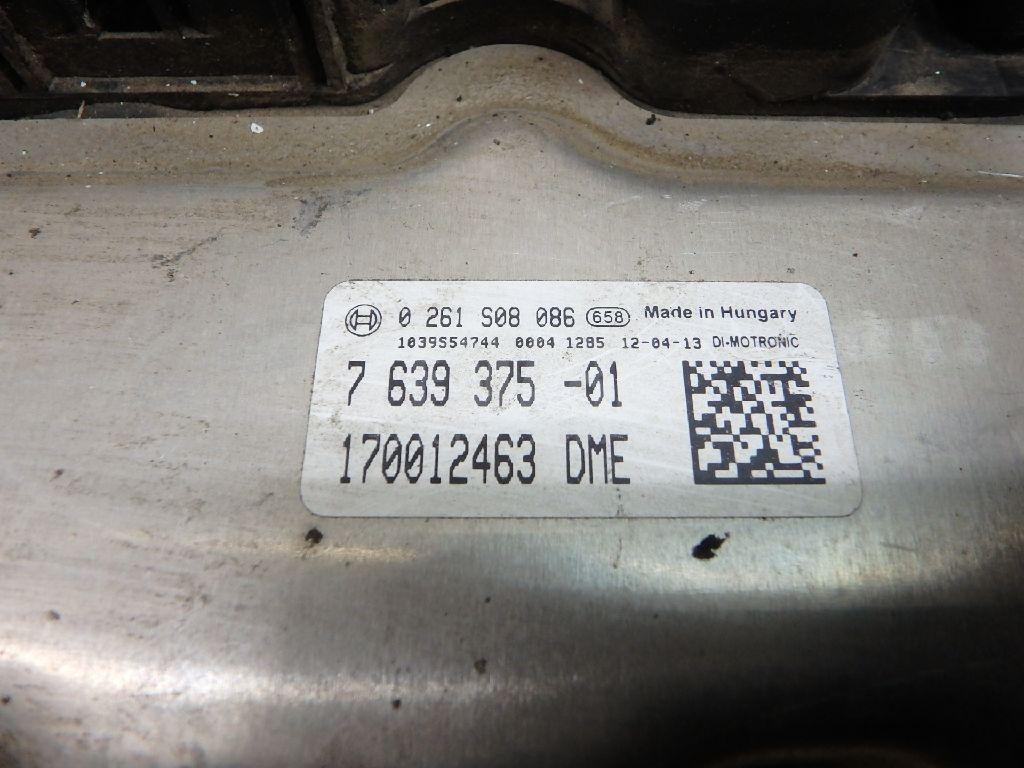 0 261 S08 086 658 Made in Hungary
1039S54744 0004 1285 12-04-13 DI-MOTRONIC
7 639 375 -01
170012463 DME